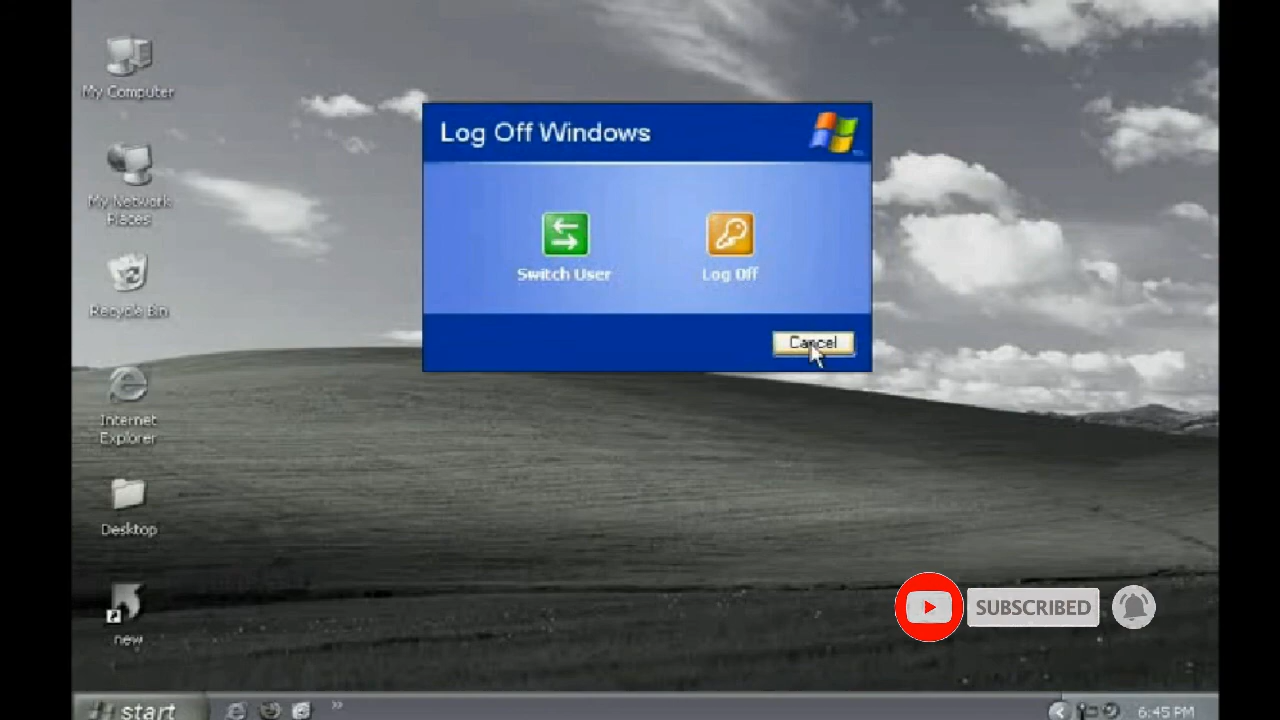 My Computer
My Network
Places
Recycle Bin
Internet
Explorer
Desktop
new
Log Off Windows
Switch User
Log Off
Cancel
SUBSCRIBED
start
»
6:45 PM